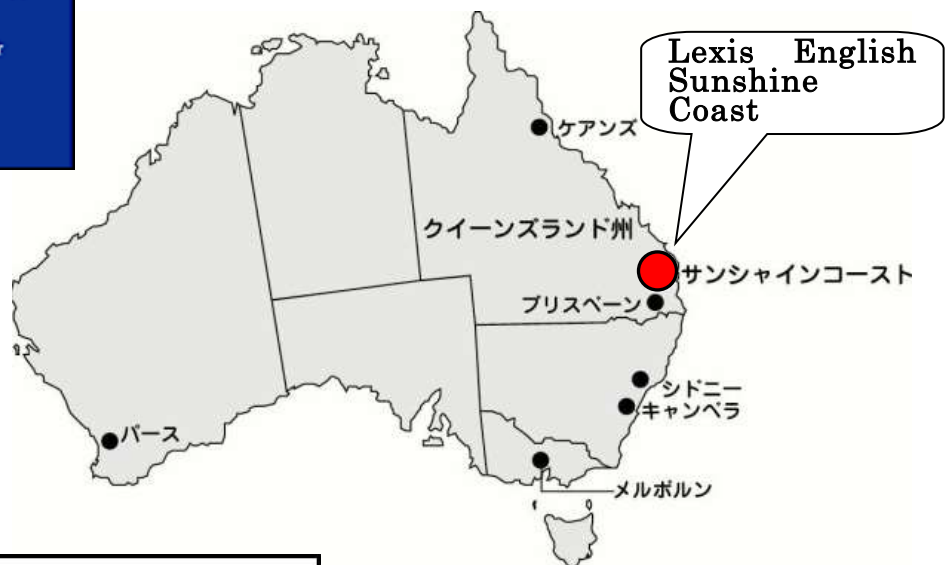 Lexis English
Sunshine
Coast
ケアンズ
クイーンズランド州
サンシャインコースト
ブリスベーン
シドニー
キャンベラ
パース
メルボルン